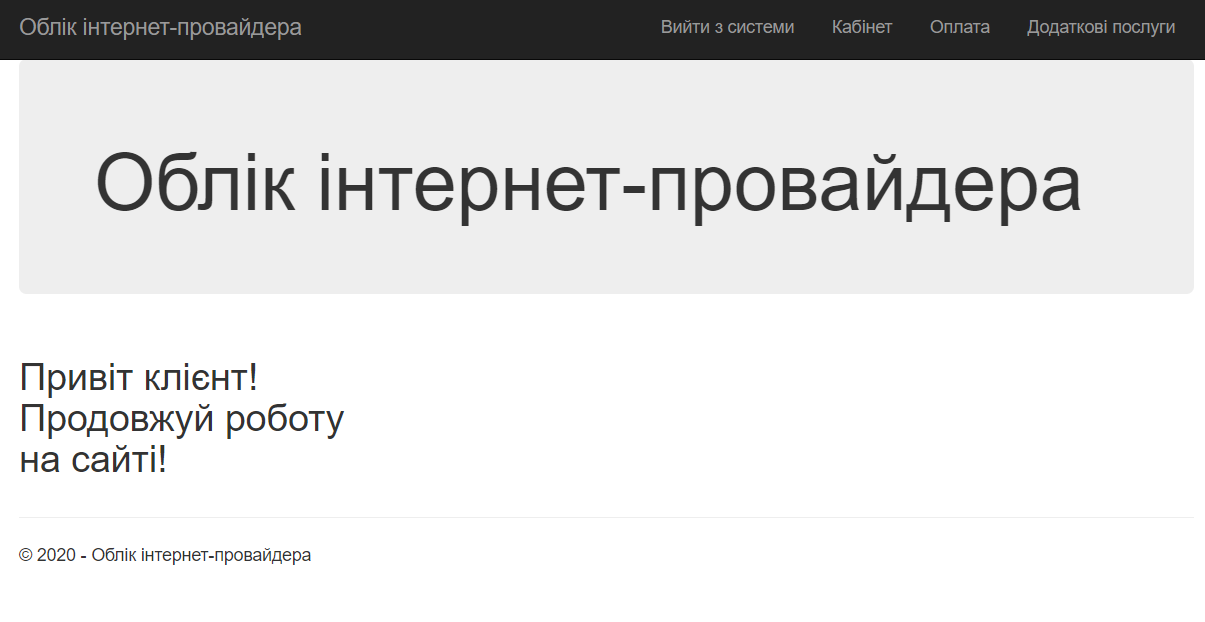 Облік інтернет-провайдера
Вийти з системи
Кабінет
Оплата
Додаткові послуги
Облік інтернет-провайдера
Привіт клієнт!
Продовжуй роботу
на сайті!
© 2020 - Облік інтернет-провайдера